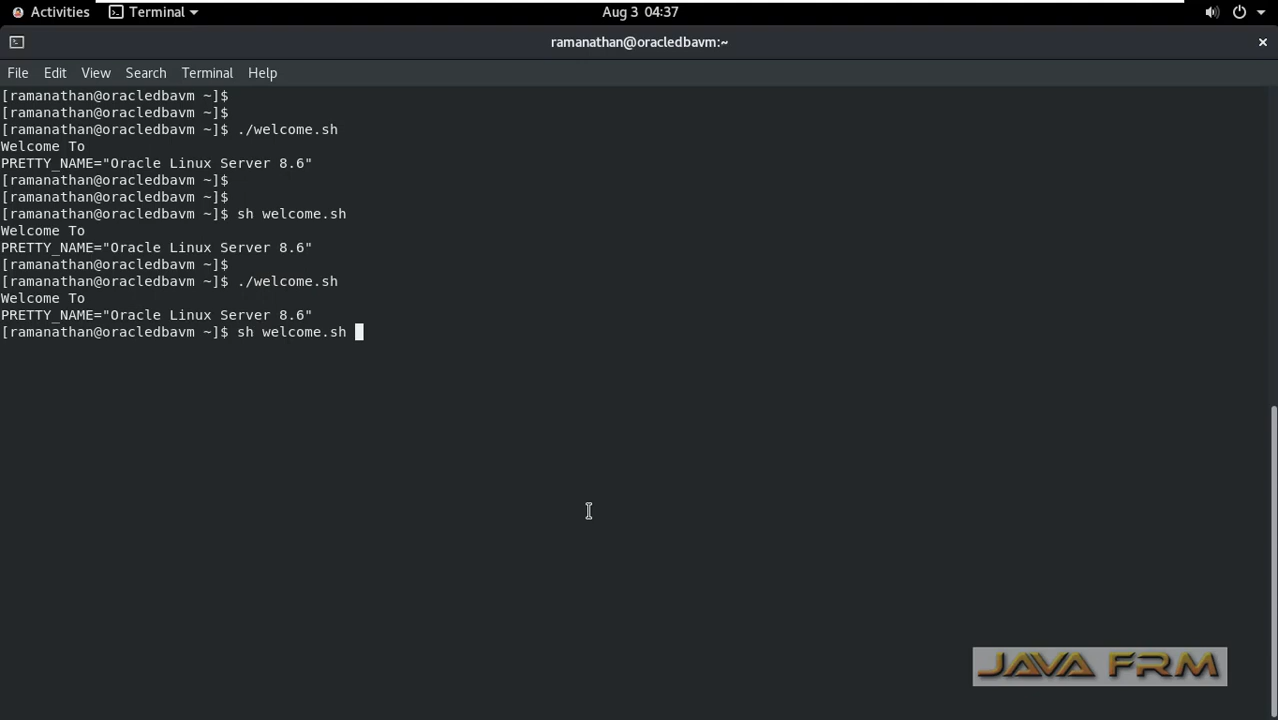 Activities Terminal Aug 3 04:37
ramanathan@oracledbavm:~
File Edit View Search Terminal Help
[ramanathan@oracledbavm ~]$
[ramanathan@oracledbavm ~]$
[ramanathan@oracledbavm ~]$ ./welcome.sh
Welcome To
PRETTY_NAME="Oracle Linux Server 8.6"
[ramanathan@oracledbavm ~]$
[ramanathan@oracledbavm ~]$
[ramanathan@oracledbavm ~]$ sh welcome.sh
Welcome To
PRETTY_NAME="Oracle Linux Server 8.6"
[ramanathan@oracledbavm ~]$
[ramanathan@oracledbavm ~]$ ./welcome.sh
Welcome To
PRETTY_NAME="Oracle Linux Server 8.6"
[ramanathan@oracledbavm ~]$ sh welcome.sh
JAVA FRM